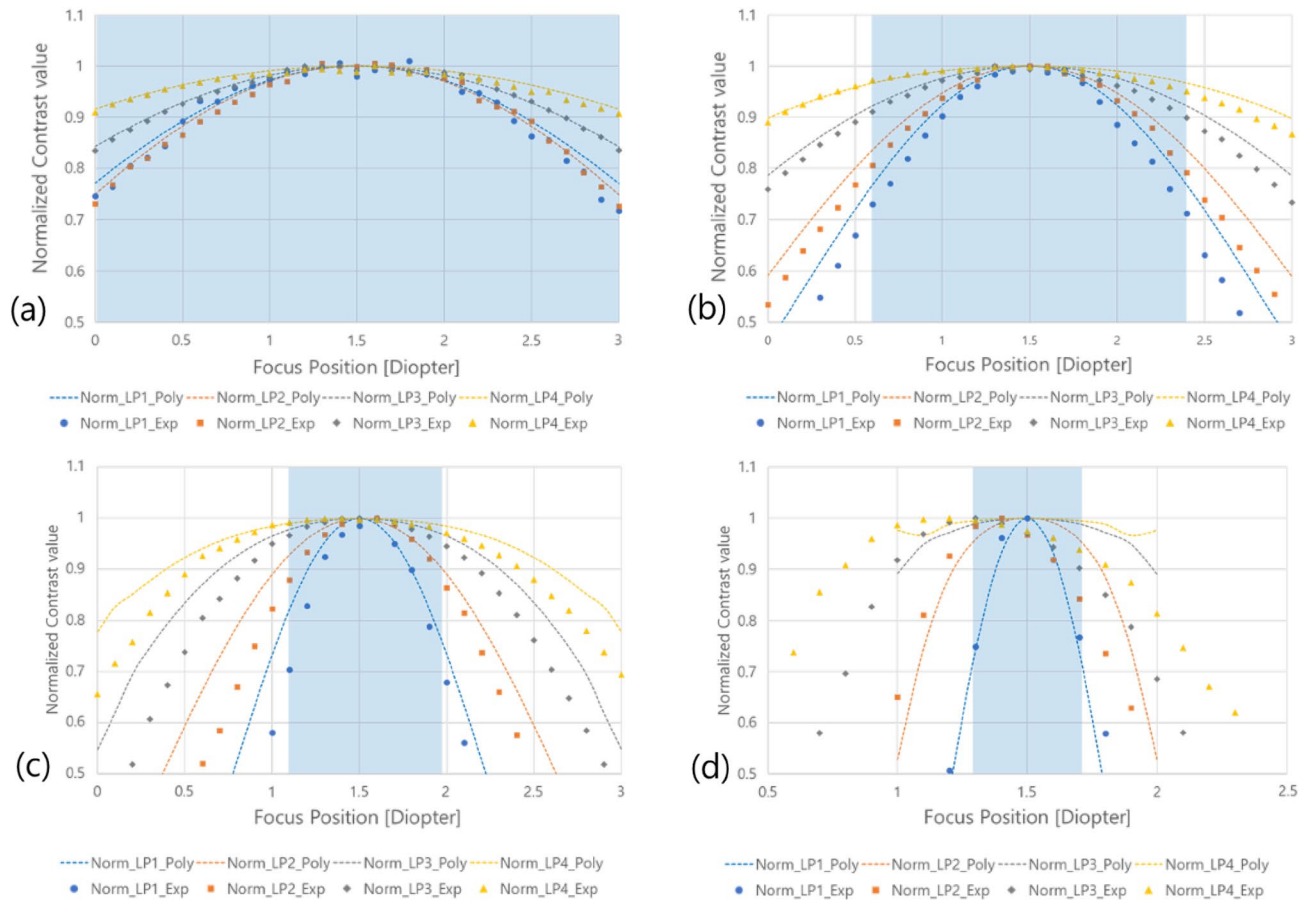 1.1
1
0.9
0.8
0.7
0.6
0.5
Normalized Contrast value
(a)
0 0.5 1 1.5 2 2.5 3
Focus Position [Diopter]
Norm_LP1_Poly Norm_LP2_Poly Norm_LP3_Poly Norm_LP4_Poly
Norm_LP1_Exp Norm_LP2_Exp Norm_LP3_Exp Norm_LP4_Exp
1.1
1
0.9
0.8
0.7
0.6
0.5
Normalized Contrast value
(b)
0 0.5 1 1.5 2 2.5 3
Focus Position [Diopter]
Norm_LP1_Poly Norm_LP2_Poly Norm_LP3_Poly Norm_LP4_Poly
Norm_LP1_Exp Norm_LP2_Exp Norm_LP3_Exp Norm_LP4_Exp
1.1
1
0.9
0.8
0.7
0.6
0.5
Normalized Contrast value
(c)
0 0.5 1 1.5 2 2.5 3
Focus Position [Diopter]
Norm_LP1_Poly Norm_LP2_Poly Norm_LP3_Poly Norm_LP4_Poly
Norm_LP1_Exp Norm_LP2_Exp Norm_LP3_Exp Norm_LP4_Exp
1.1
1
0.9
0.8
0.7
0.6
0.5
Normalized Contrast value
(d)
0.5 1 1.5 2 2.5
Focus Position [Diopter]
Norm_LP1_Poly Norm_LP2_Poly Norm_LP3_Poly Norm_LP4_Poly
Norm_LP1_Exp Norm_LP2_Exp Norm_LP3_Exp Norm_LP4_Exp